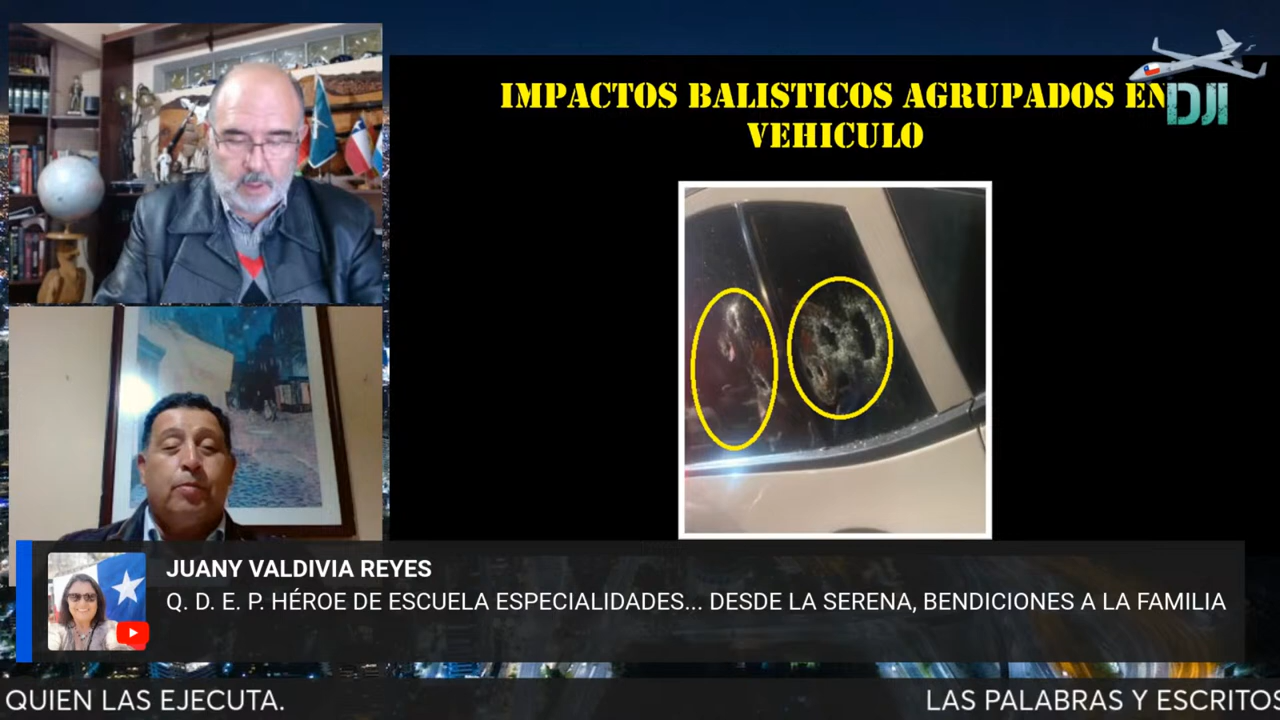 IMPACTOS BALISTICOS AGRUPADOS EN
VEHICULO
DJI
JUANY VALDIVIA REYES
Q. D. E. P. HÉROE DE ESCUELA ESPECIALIDADES... DESDE LA SERENA, BENDICIONES A LA FAMILIA
QUIEN LAS EJECUTA.
LAS PALABRAS Y ESCRITOS